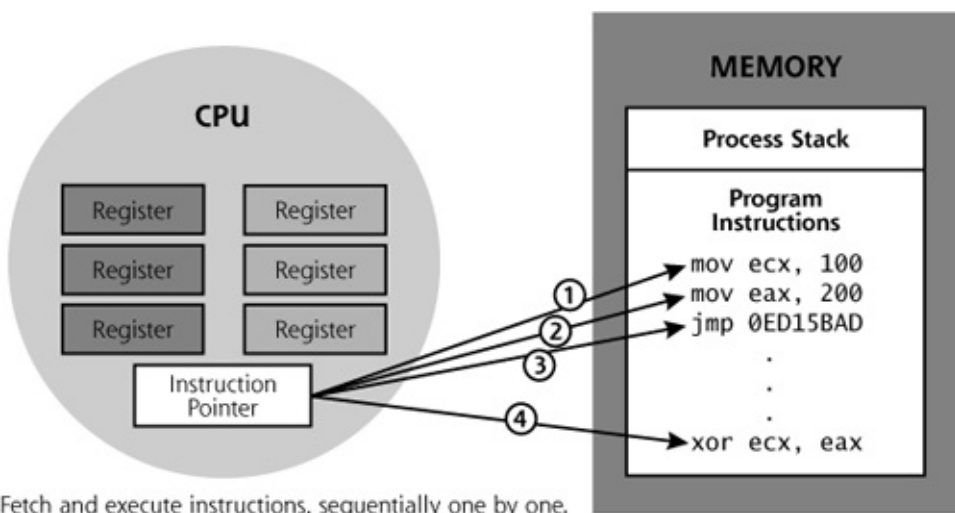 CPU
Register
Register
Register
Register
Register
Register
Instruction
Pointer
1
2
3
4
MEMORY
Process Stack
Program
Instructions
mov ecx, 100
mov eax, 200
jmp 0ED15BAD
.
.
.
xor ecx, eax
Fetch and execute instructions, sequentially one by one.